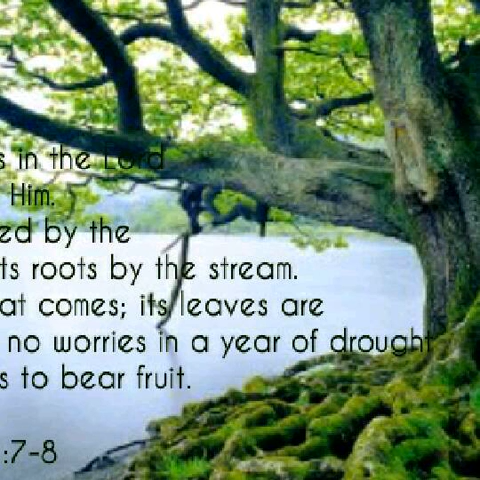 s in the Lord
Him.
ed by the
ts roots by the stream.
at comes; its leaves are
no worries in a year of drought
s to bear fruit.
:7-8